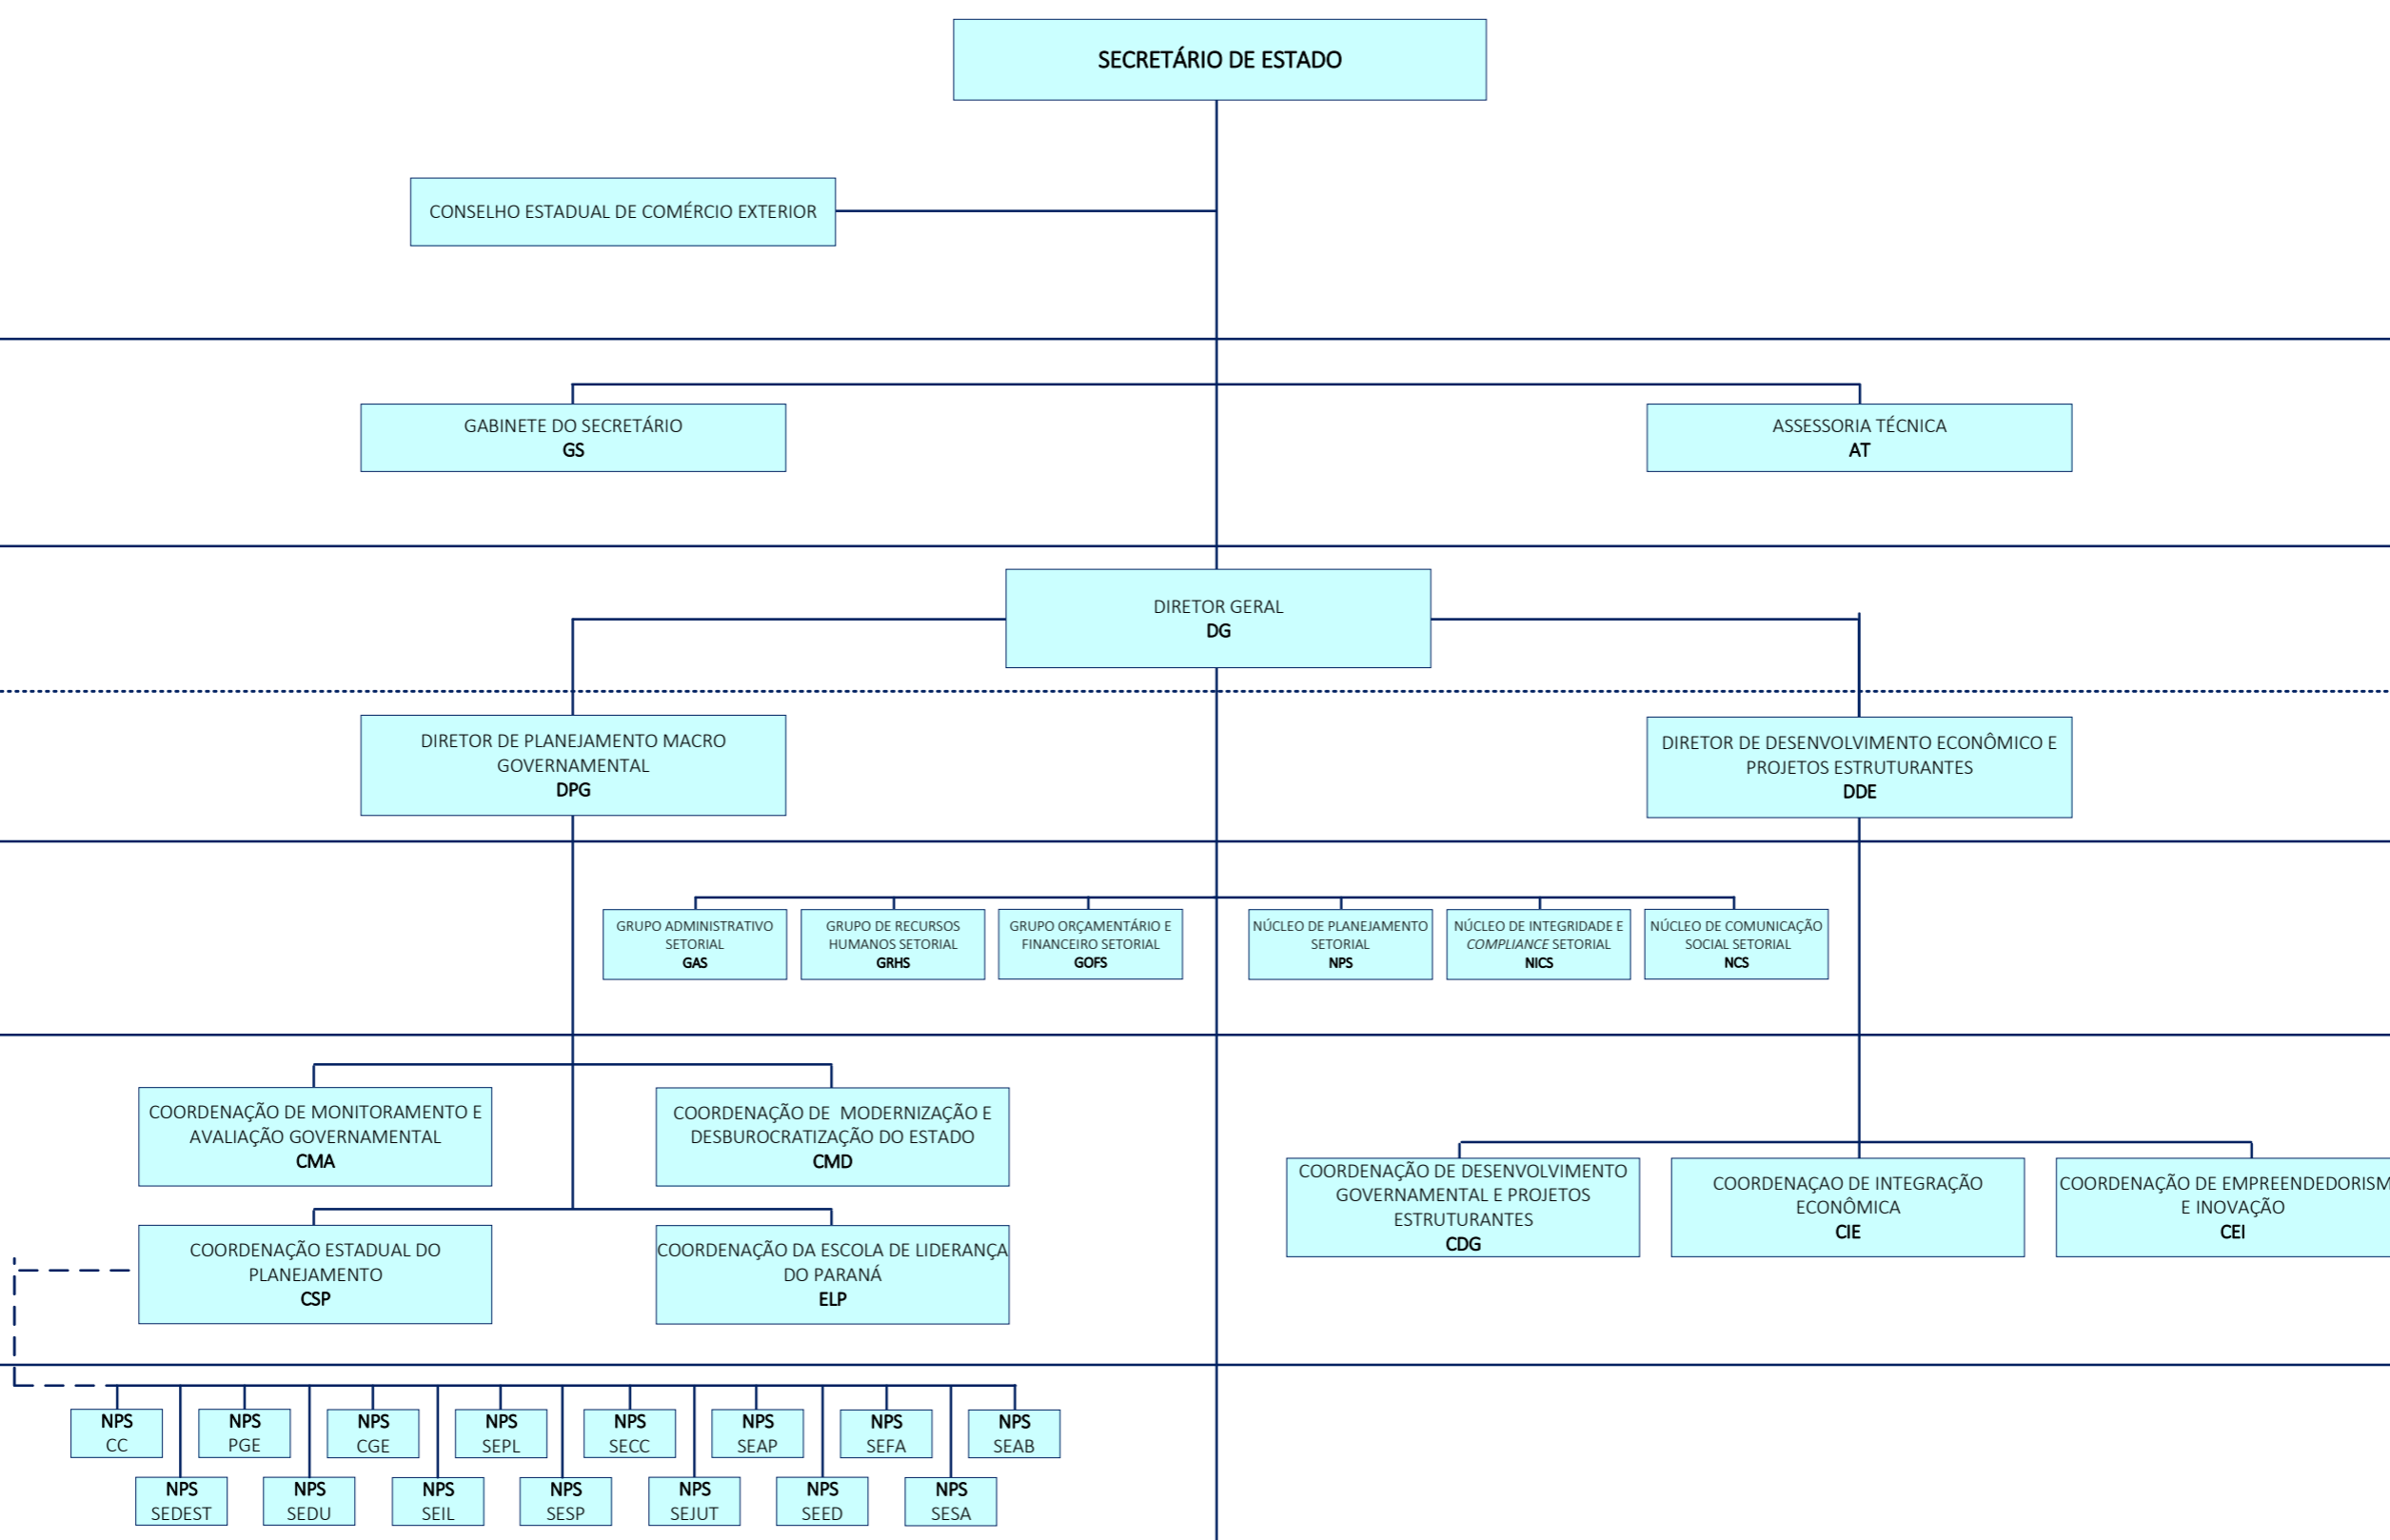 SECRETÁRIO DE ESTADO
CONSELHO ESTADUAL DE COMÉRCIO EXTERIOR
GABINETE DO SECRETÁRIO
GS
ASSESSORIA TÉCNICA
AT
DIRETOR GERAL
DG
DIRETOR DE PLANEJAMENTO MACRO
GOVERNAMENTAL
DPG
DIRETOR DE DESENVOLVIMENTO ECONÔMICO E
PROJETOS ESTRUTURANTES
DDE
GRUPO ADMINISTRATIVO
SETORIAL
GAS
GRUPO DE RECURSOS
HUMANOS SETORIAL
GRHS
GRUPO ORÇAMENTÁRIO E
FINANCEIRO SETORIAL
GOFS
NÚCLEO DE PLANEJAMENTO
SETORIAL
NPS
NÚCLEO DE INTEGRIDADE E
COMPLIANCE SETORIAL
NICS
NÚCLEO DE COMUNICAÇÃO
SOCIAL SETORIAL
NCS
COORDENAÇÃO DE MONITORAMENTO E
AVALIAÇÃO GOVERNAMENTAL
CMA
COORDENAÇÃO DE MODERNIZAÇÃO E
DESBUROCRATIZAÇÃO DO ESTADO
CMD
COORDENAÇÃO DE DESENVOLVIMENTO
GOVERNAMENTAL E PROJETOS
ESTRUTURANTES
CDG
COORDENAÇAO DE INTEGRAÇÃO
ECONÔMICA
CIE
COORDENAÇÃO DE EMPREENDEDORISM
E INOVAÇÃO
CEI
COORDENAÇÃO ESTADUAL DO
PLANEJAMENTO
CSP
COORDENAÇÃO DA ESCOLA DE LIDERANÇA
DO PARANÁ
ELP
NPS
CC
NPS
PGE
NPS
CGE
NPS
SEPL
NPS
SECC
NPS
SEAP
NPS
SEFA
NPS
SEAB
NPS
SEDEST
NPS
SEDU
NPS
SEIL
NPS
SESP
NPS
SEJUT
NPS
SEED
NPS
SESA